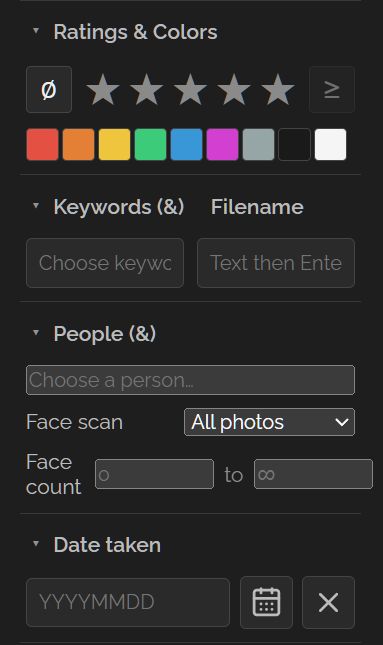 Ratings & Colors
Ø ≥
Keywords (&) Filename
Choose keywc Text then Ente
People (&)
Choose a person…
Face scan All photos
Face
count 0 to ∞
Date taken
YYYYMMDD